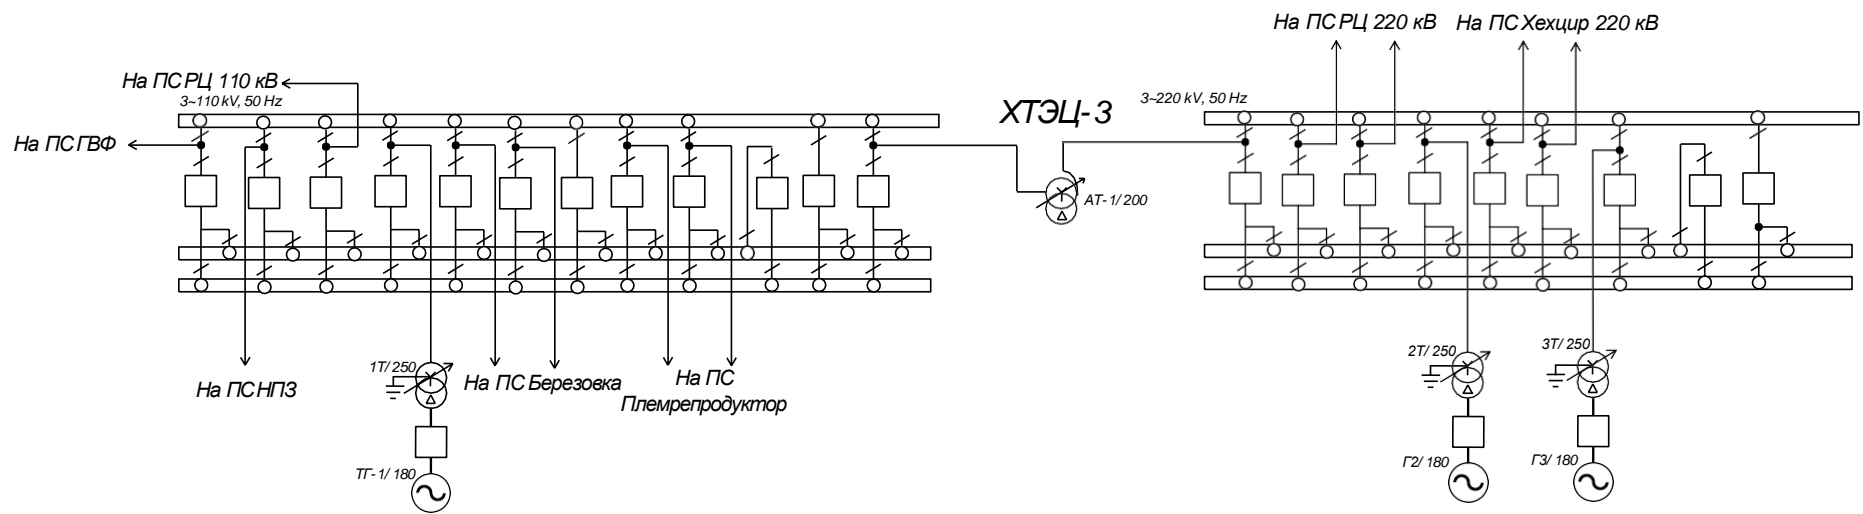 На ПС РЦ 220 кВ
На ПС Хехцир 220 кВ
На ПС РЦ 110 кВ
3~110 kV, 50 Hz
ХТЭЦ-3
3~220 kV, 50 Hz
На ПС ГВФ
АТ-1/200
1Т/250
2Т/250
3Т/250
На ПС НПЗ
На ПС Березовка
На ПС
Племрепродуктор
ТГ-1/180
Г2/180
Г3/180